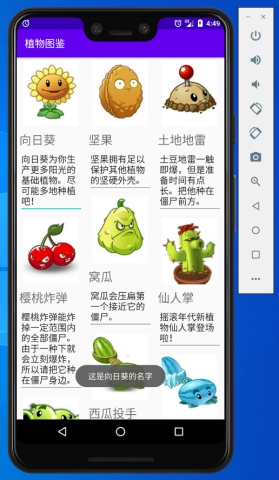 4:49
植物图鉴
向日葵
坚果
土地地雷
向日葵为你生
产更多阳光的
基础植物。尽
可能多地种植
吧！
坚果拥有足以
保护其他植物
的坚硬外壳。
土豆地雷一触
即爆，但是准
备时间有点
长。把他种在
僵尸前方。
樱桃炸弹
窝瓜
仙人掌
樱桃炸弹能炸
掉一定范围内
的全部僵尸。
由于一种下就
会立刻爆炸，
所以请把它种
在僵尸身边。
窝瓜会压扁第
一个接近它的
僵尸。
摇滚年代新植
物仙人掌登场
啦！
这是向日葵的名字
西瓜投手